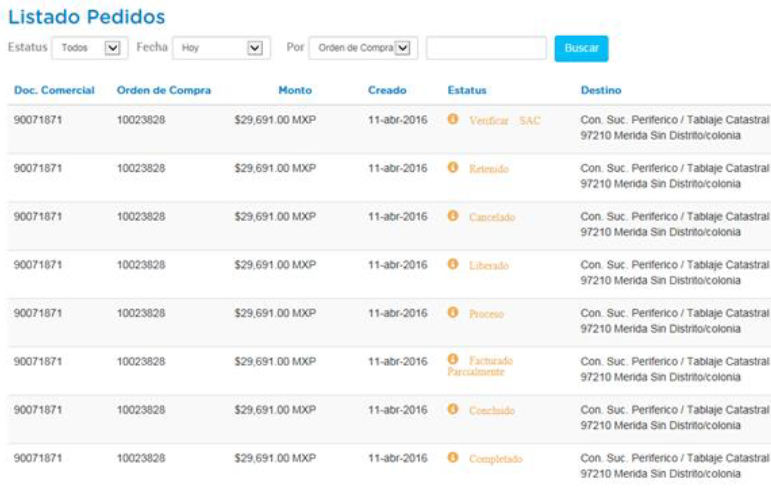 Listado Pedidos
Estatus Todos Fecha Hoy Por Orden de Compra Buscar
Doc. Comercial Orden de Compra Monto Creado Estatus Destino
90071871 10023828 $29,691.00 MXP 11-abr-2016 Verificar SAC Con. Suc. Periferico / Tablaje Catastral
97210 Merida Sin Distrito/colonia
90071871 10023828 $29,691.00 MXP 11-abr-2016 Retenido Con. Suc. Periferico / Tablaje Catastral
97210 Merida Sin Distrito/colonia
90071871 10023828 $29,691.00 MXP 11-abr-2016 Cancelado Con. Suc. Periferico / Tablaje Catastral
97210 Merida Sin Distrito/colonia
90071871 10023828 $29,691.00 MXP 11-abr-2016 Liberado Con. Suc. Periferico / Tablaje Catastral
97210 Merida Sin Distrito/colonia
90071871 10023828 $29,691.00 MXP 11-abr-2016 Proceso Con. Suc. Periferico / Tablaje Catastral
97210 Merida Sin Distrito/colonia
90071871 10023828 $29,691.00 MXP 11-abr-2016 Facturado Con. Suc. Periferico / Tablaje Catastral
Parcialmente 97210 Merida Sin Distrito/colonia
90071871 10023828 $29,691.00 MXP 11-abr-2016 Concluido Con. Suc. Periferico / Tablaje Catastral
97210 Merida Sin Distrito/colonia
90071871 10023828 $29,691.00 MXP 11-abr-2016 Completado Con. Suc. Periferico / Tablaje Catastral
97210 Merida Sin Distrito/colonia